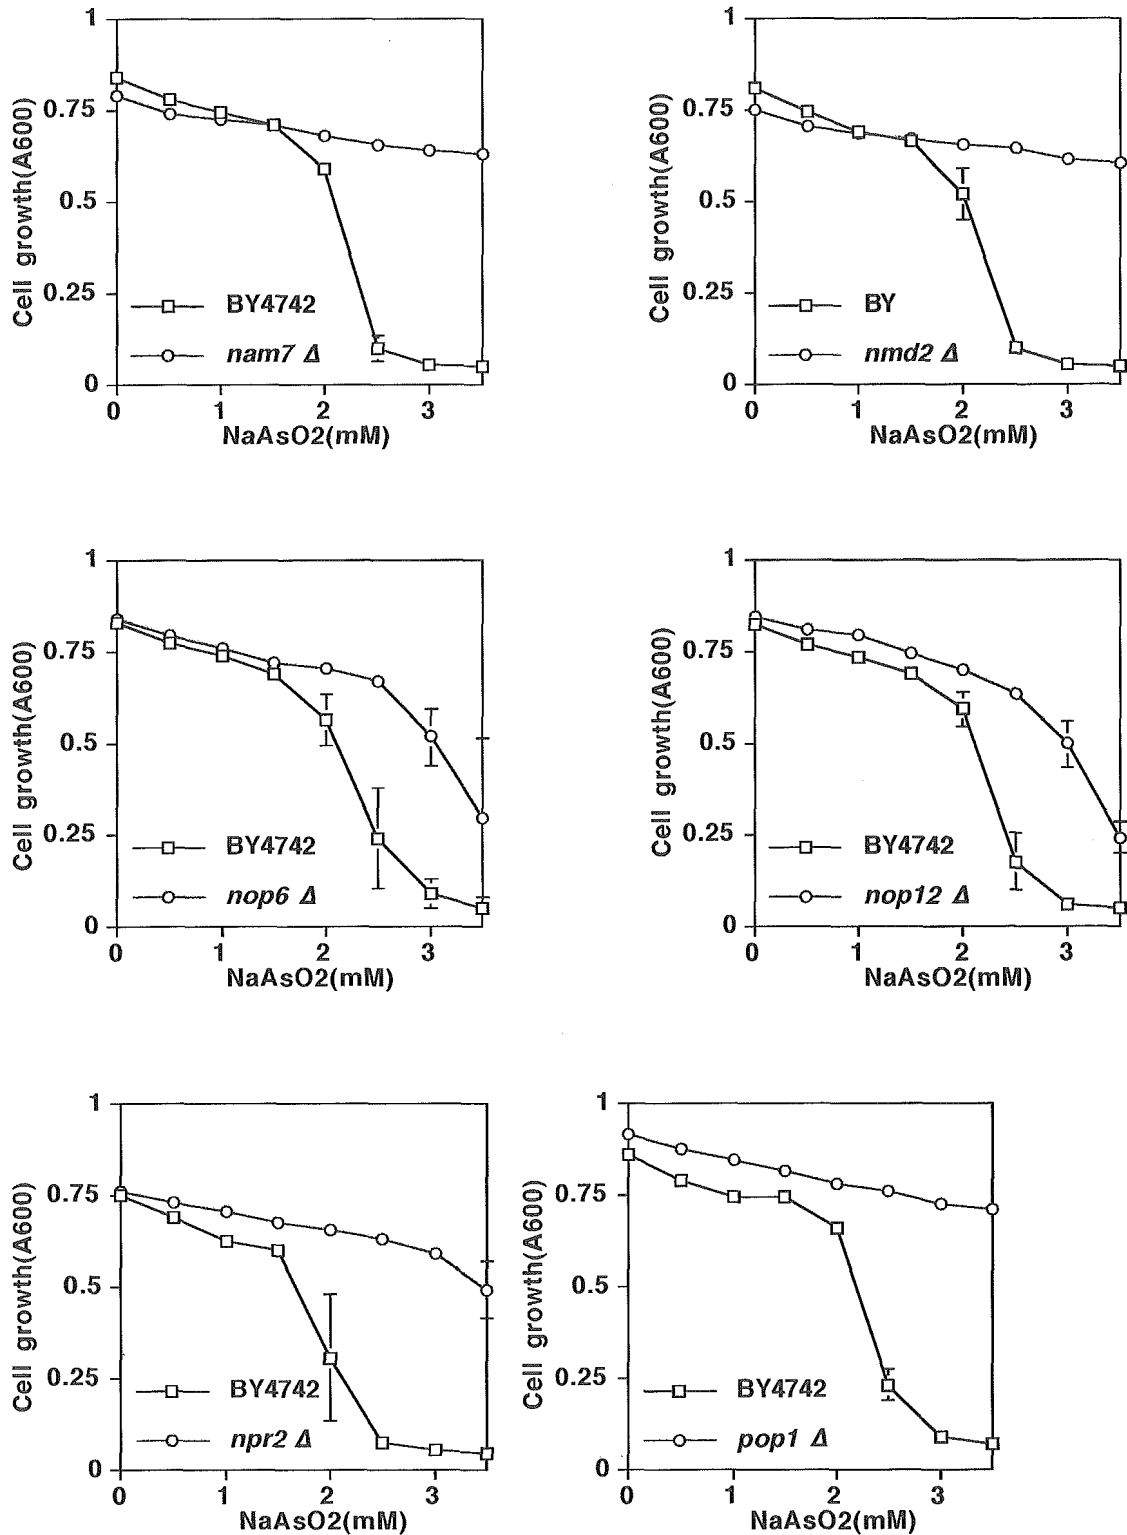 1 1
0.75 0.75
0.5 0.5
0.25 0.25
0 0
Cell growth(A600) Cell growth(A600)
BY4742 BY
nam7 Δ nmd2 Δ
0 1 2 3 0 1 2 3
NaAsO2(mM) NaAsO2(mM)
1 1
0.75 0.75
0.5 0.5
0.25 0.25
0 0
Cell growth(A600) Cell growth(A600)
BY4742 BY4742
nop6 Δ nop12 Δ
0 1 2 3 0 1 2 3
NaAsO2(mM) NaAsO2(mM)
1 1
0.75 0.75
0.5 0.5
0.25 0.25
0 0
Cell growth(A600) Cell growth(A600)
BY4742 BY4742
npr2 Δ pop1 Δ
0 1 2 3 0 1 2 3
NaAsO2(mM) NaAsO2(mM)